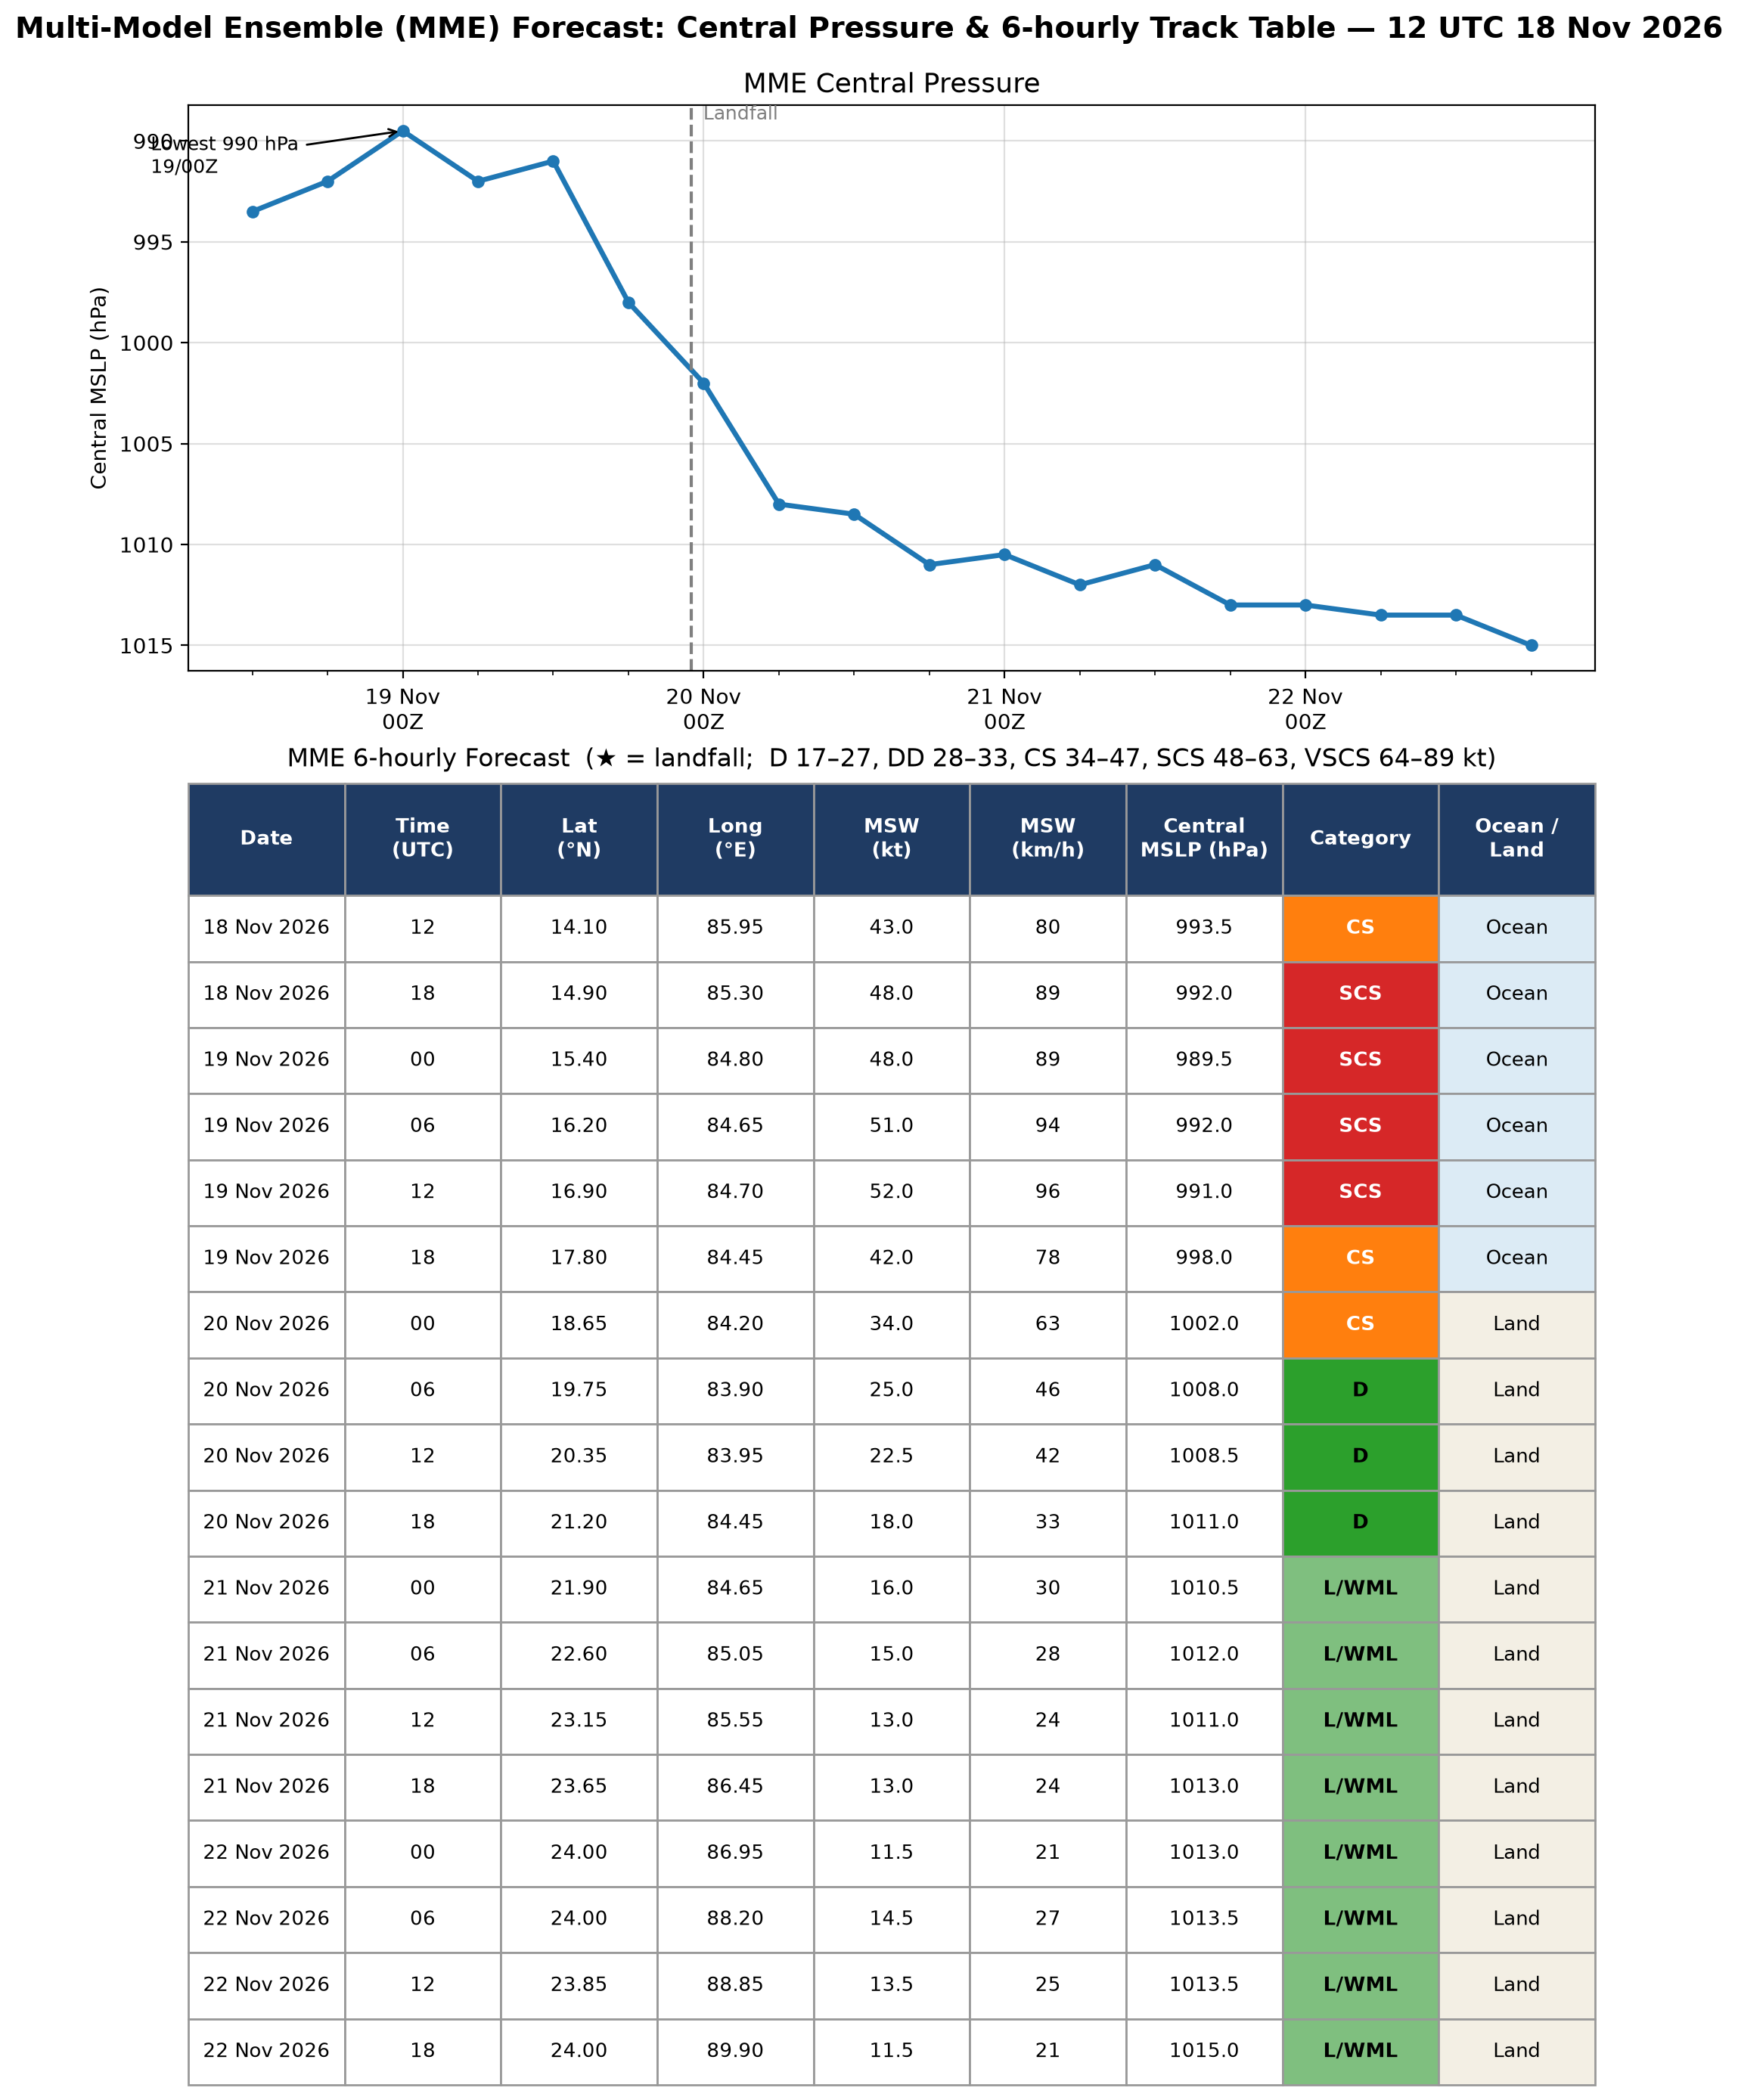 Multi-Model Ensemble (MME) Forecast: Central Pressure & 6-hourly Track Table — 12 UTC 18 Nov 2026
MME Central Pressure
Landfall
Lowest 990 hPa
19/00Z
Central MSLP (hPa)
990
995
1000
1005
1010
1015
19 Nov 20 Nov 21 Nov 22 Nov
00Z 00Z 00Z 00Z
MME 6-hourly Forecast (★ = landfall; D 17–27, DD 28–33, CS 34–47, SCS 48–63, VSCS 64–89 kt)
Date Time (UTC) Lat (°N) Long (°E) MSW (kt) MSW (km/h) Central MSLP (hPa) Category Ocean / Land
18 Nov 2026 12 14.10 85.95 43.0 80 993.5 CS Ocean
18 Nov 2026 18 14.90 85.30 48.0 89 992.0 SCS Ocean
19 Nov 2026 00 15.40 84.80 48.0 89 989.5 SCS Ocean
19 Nov 2026 06 16.20 84.65 51.0 94 992.0 SCS Ocean
19 Nov 2026 12 16.90 84.70 52.0 96 991.0 SCS Ocean
19 Nov 2026 18 17.80 84.45 42.0 78 998.0 CS Ocean
20 Nov 2026 00 18.65 84.20 34.0 63 1002.0 CS Land
20 Nov 2026 06 19.75 83.90 25.0 46 1008.0 D Land
20 Nov 2026 12 20.35 83.95 22.5 42 1008.5 D Land
20 Nov 2026 18 21.20 84.45 18.0 33 1011.0 D Land
21 Nov 2026 00 21.90 84.65 16.0 30 1010.5 L/WML Land
21 Nov 2026 06 22.60 85.05 15.0 28 1012.0 L/WML Land
21 Nov 2026 12 23.15 85.55 13.0 24 1011.0 L/WML Land
21 Nov 2026 18 23.65 86.45 13.0 24 1013.0 L/WML Land
22 Nov 2026 00 24.00 86.95 11.5 21 1013.0 L/WML Land
22 Nov 2026 06 24.00 88.20 14.5 27 1013.5 L/WML Land
22 Nov 2026 12 23.85 88.85 13.5 25 1013.5 L/WML Land
22 Nov 2026 18 24.00 89.90 11.5 21 1015.0 L/WML Land